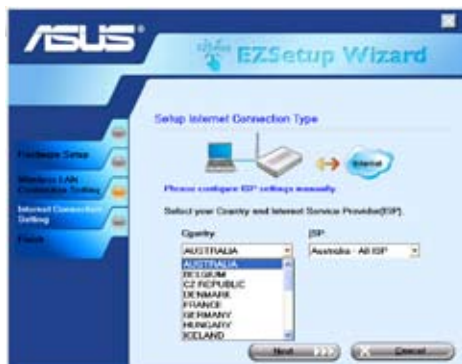 ASUS
EZSetup Wizard
Setup Internet Connection Type
Hardware Setup
Wireless LAN
Connection Setting
Internet Connection
Setting
Finish
Internet
Please configure ISP settings manually.
Select your Country and Internet Service Provider(ISP).
Country
ISP
AUSTRALIA
Australia - All ISP
AUSTRALIA
BELGIUM
CZ REPUBLIC
DENMARK
FRANCE
GERMANY
HUNGARY
ICELAND
Next
Cancel